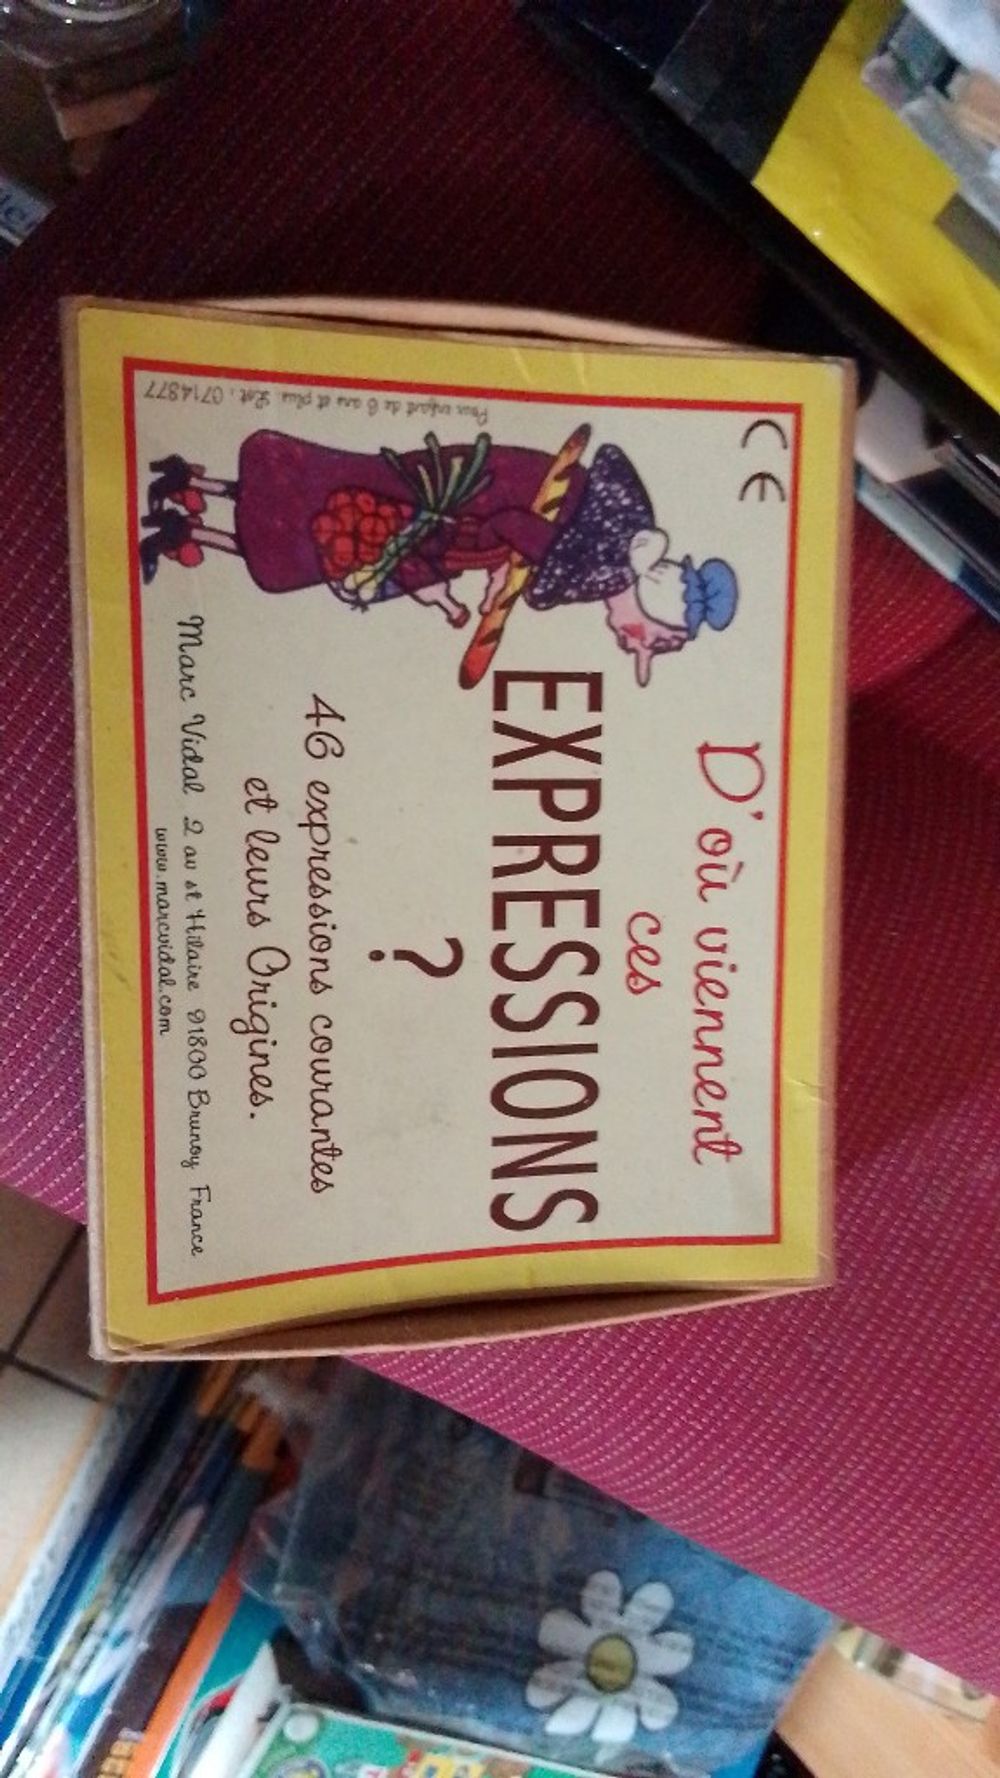 CE
D'où viennent
ces
EXPRESSIONS
?
46 expressions courantes
et leurs Origines.
Marc Vidal 2 av st Hilaire 91800 Brunoy France
www.marcvidal.com
Pour enfant de 6 ans et plus Lot : 0714877